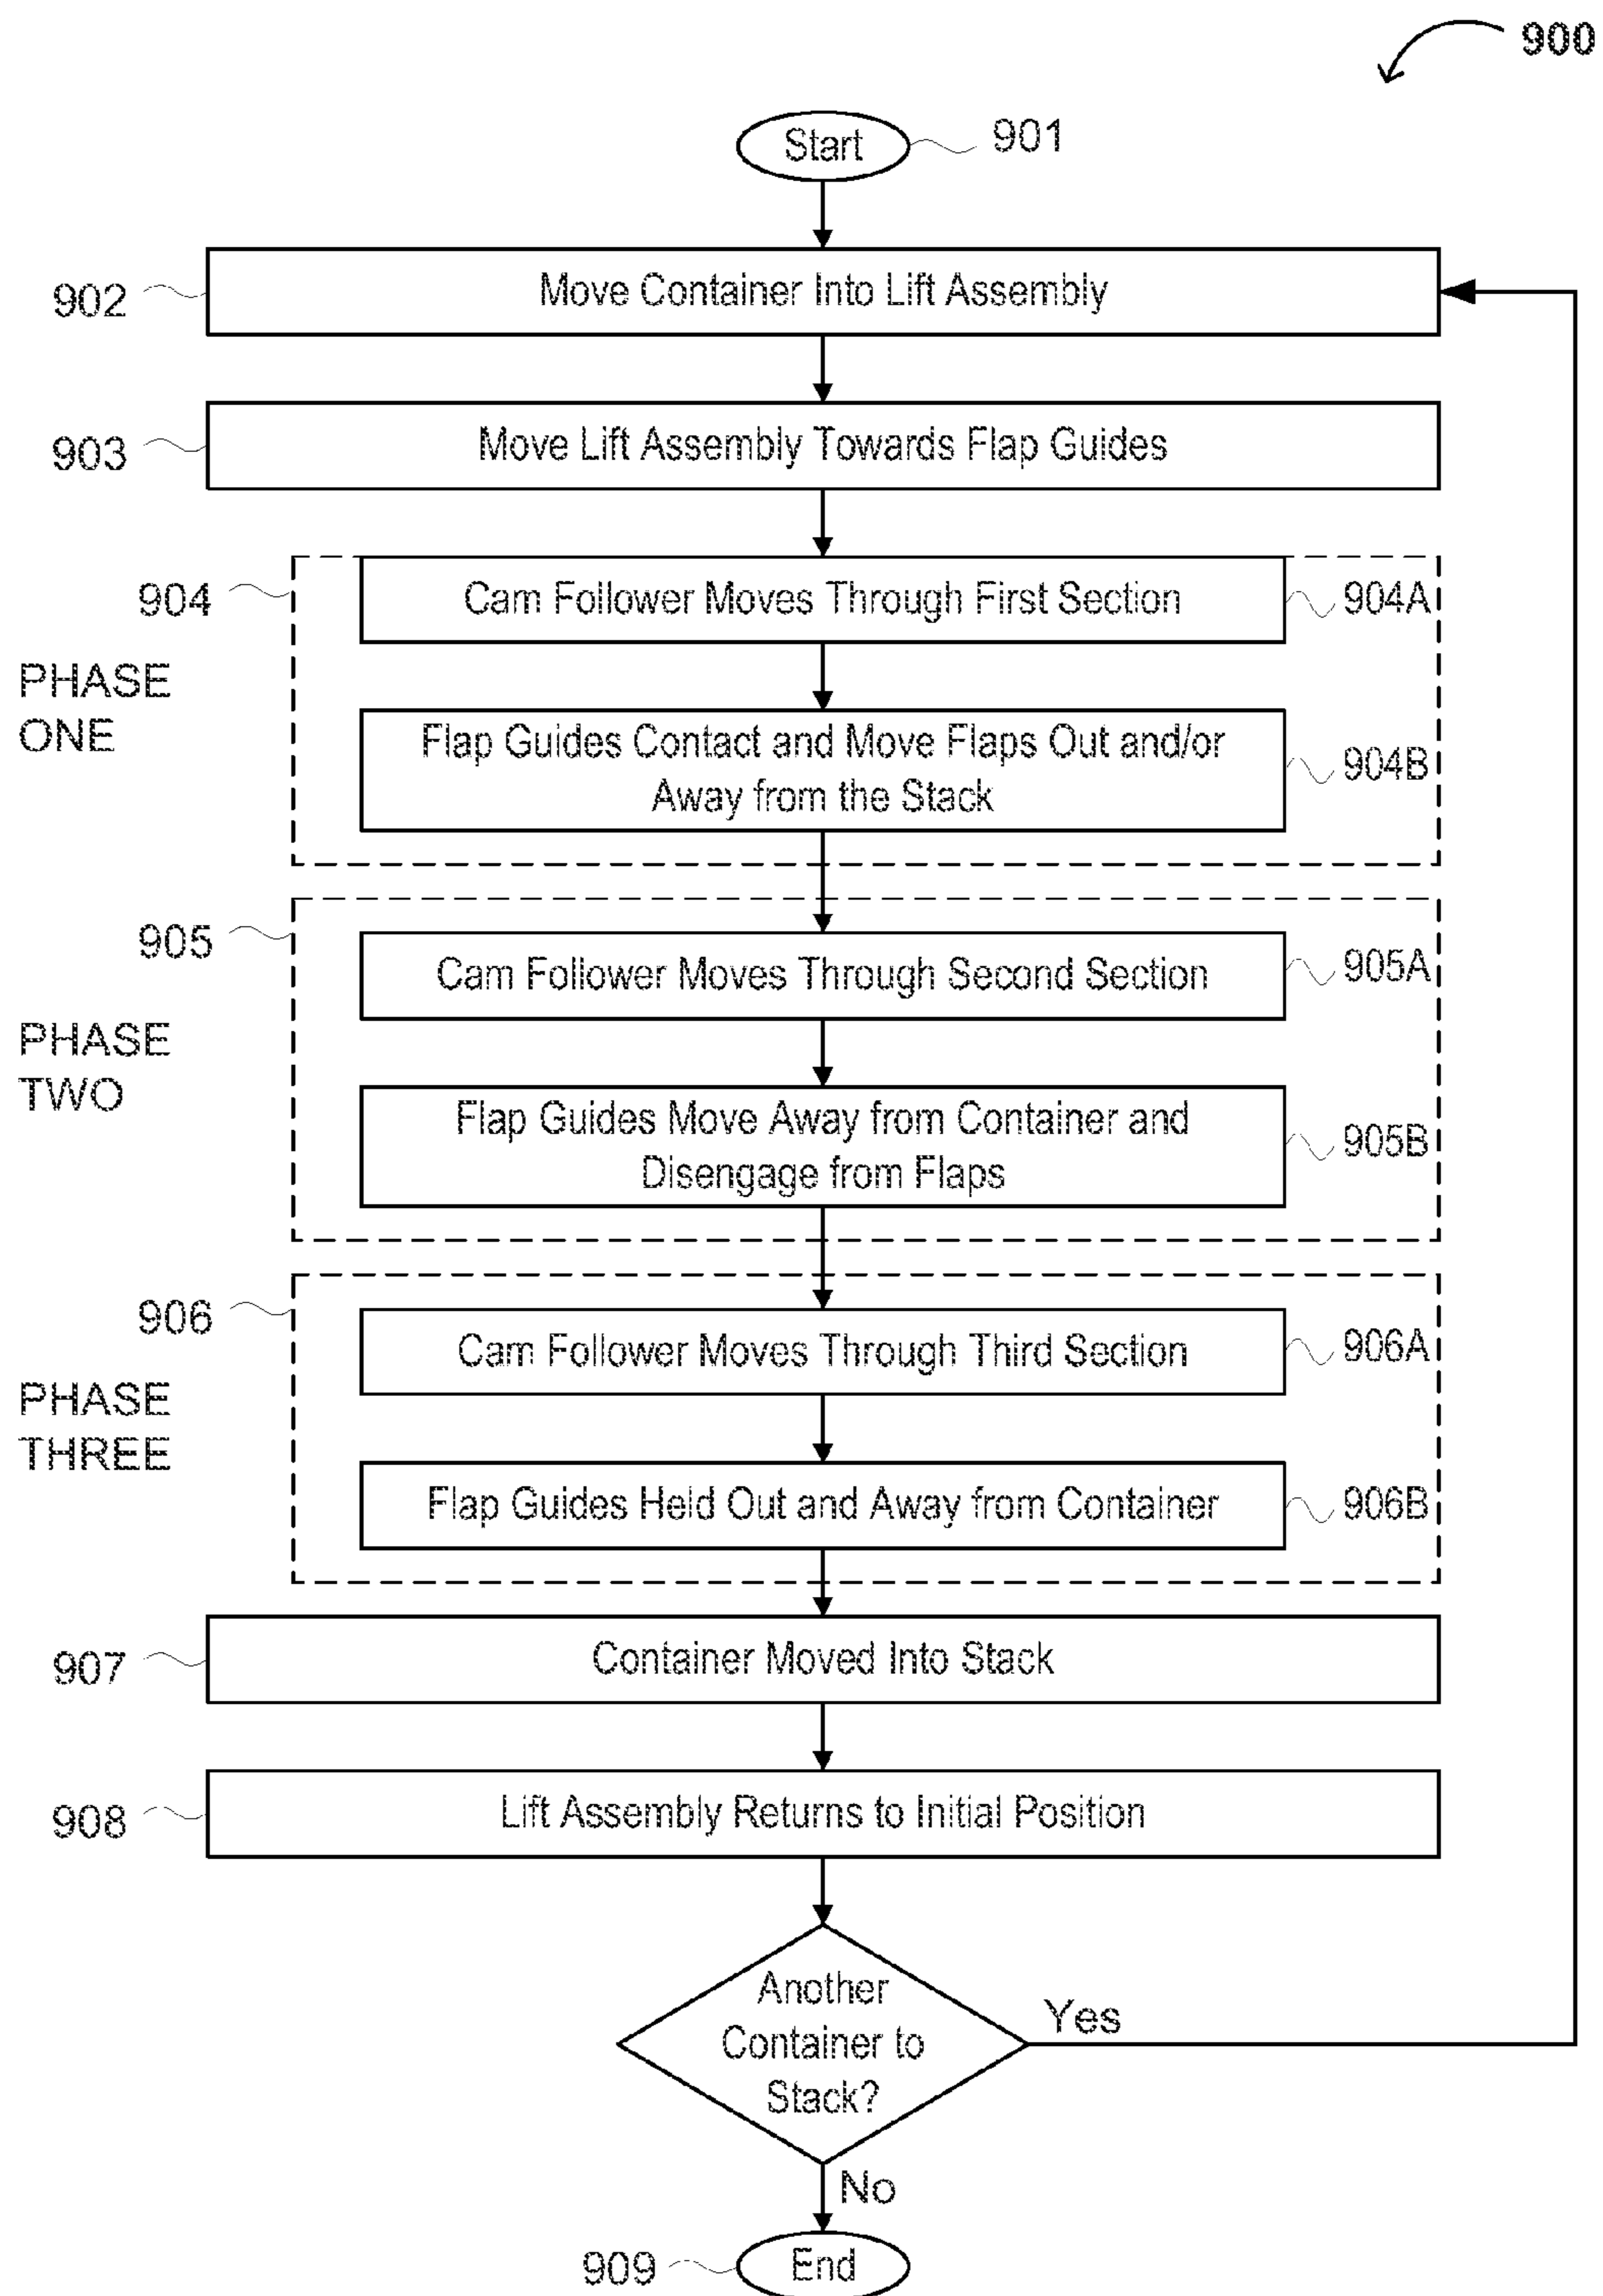 900
Start
901
902
Move Container Into Lift Assembly
903
Move Lift Assembly Towards Flap Guides
904
PHASE
ONE
Cam Follower Moves Through First Section
904A
Flap Guides Contact and Move Flaps Out and/or
Away from the Stack
904B
905
PHASE
TWO
Cam Follower Moves Through Second Section
905A
Flap Guides Move Away from Container and
Disengage from Flaps
905B
906
PHASE
THREE
Cam Follower Moves Through Third Section
906A
Flap Guides Held Out and Away from Container
906B
907
Container Moved Into Stack
908
Lift Assembly Returns to Initial Position
Another
Container to
Stack?
Yes
No
909
End